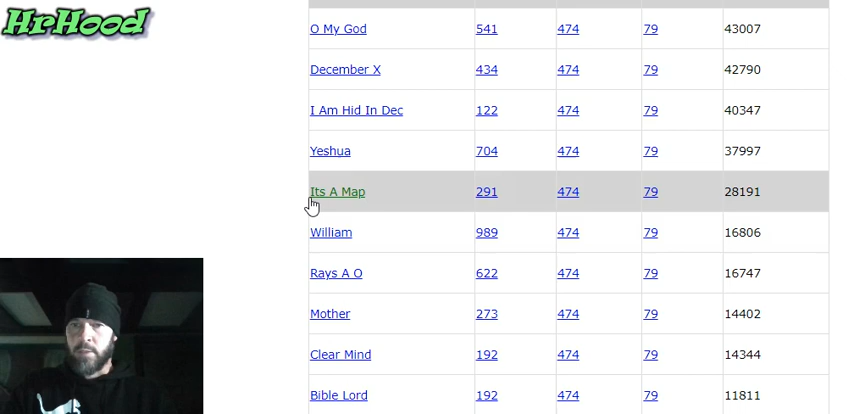 HrHood
O My God 541 474 79 43007
December X 434 474 79 42790
I Am Hid In Dec 122 474 79 40347
Yeshua 704 474 79 37997
Its A Map 291 474 79 28191
William 989 474 79 16806
Rays A O 622 474 79 16747
Mother 273 474 79 14402
Clear Mind 192 474 79 14344
Bible Lord 192 474 79 11811